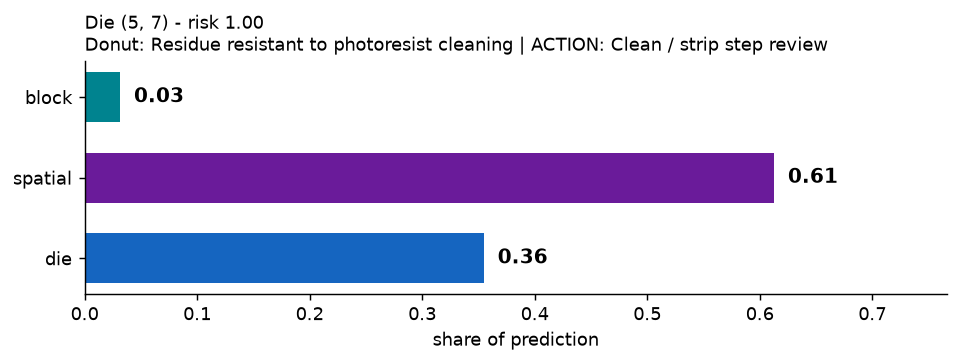 Die (5, 7) - risk 1.00
Donut: Residue resistant to photoresist cleaning | ACTION: Clean / strip step review
block
0.03
spatial
0.61
die
0.36
0.0 0.1 0.2 0.3 0.4 0.5 0.6 0.7
share of prediction